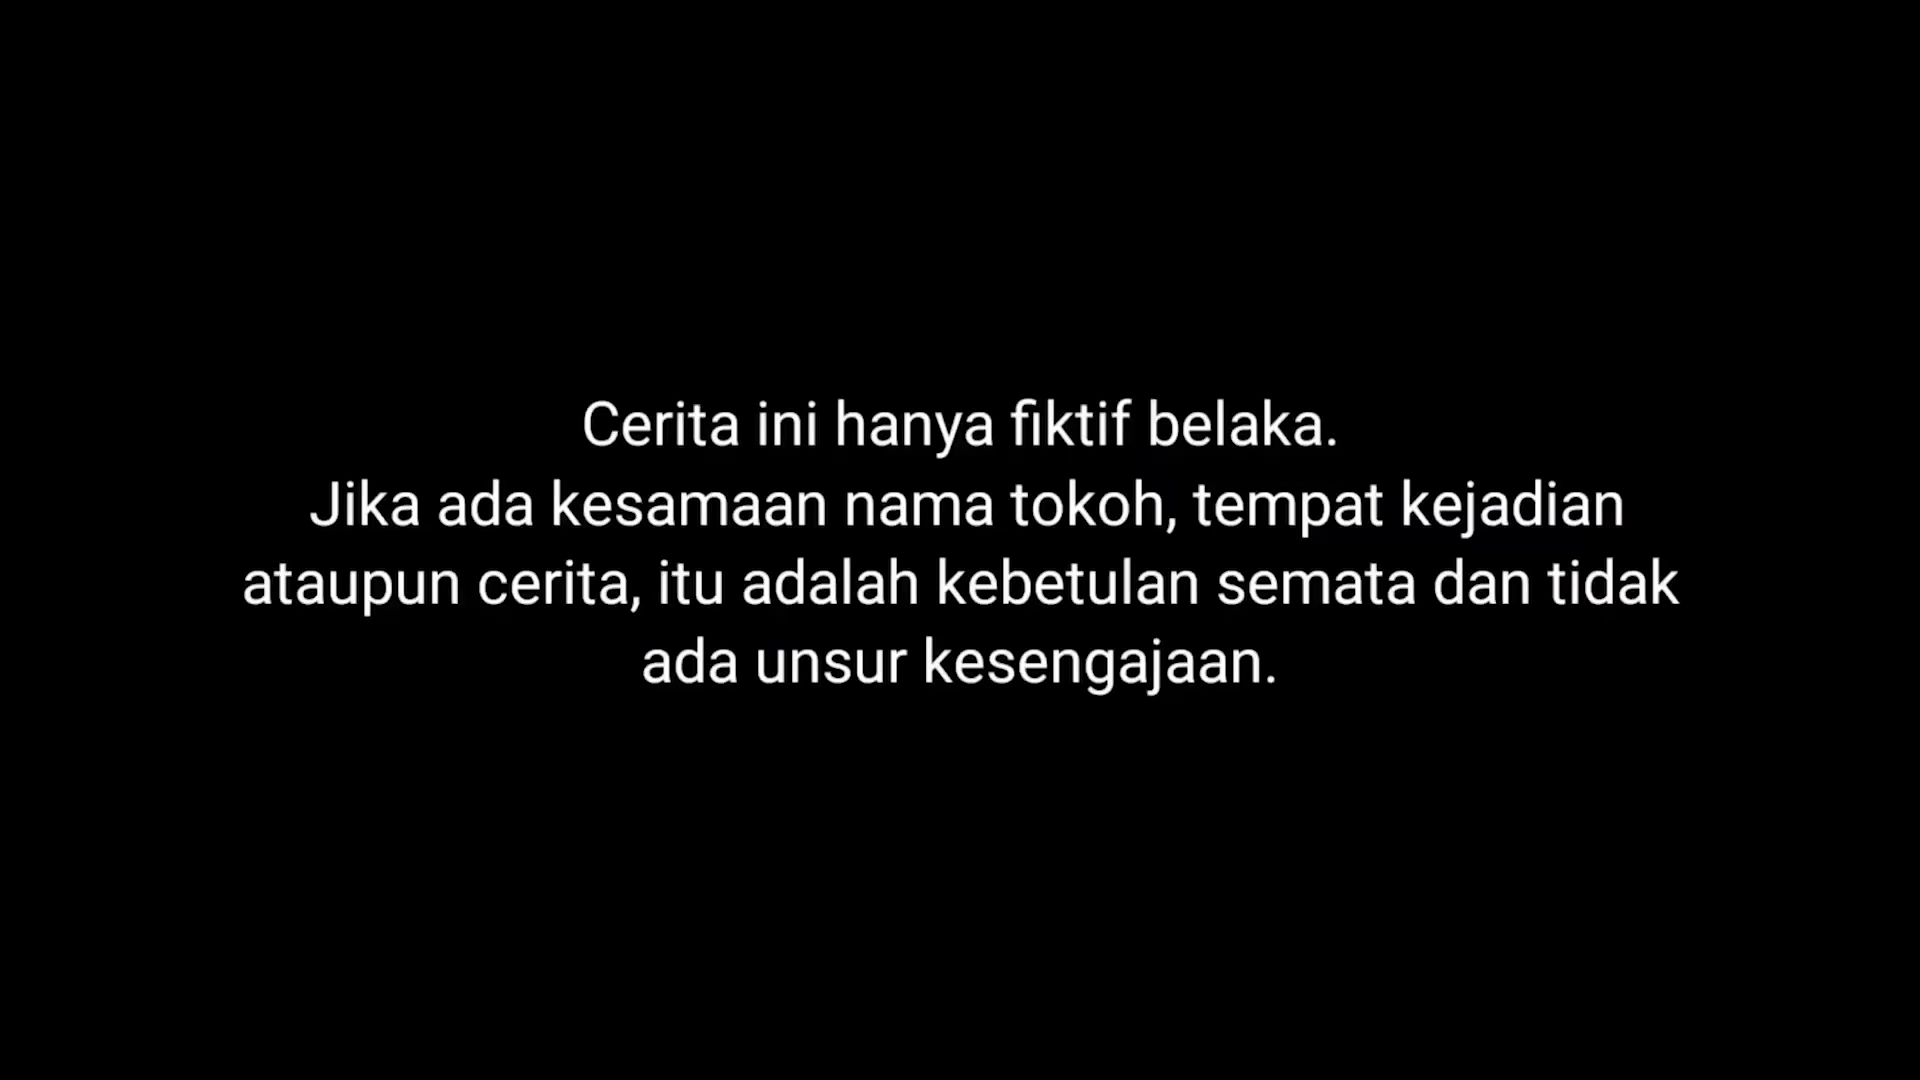 Cerita ini hanya fiktif belaka.
Jika ada kesamaan nama tokoh, tempat kejadian
ataupun cerita, itu adalah kebetulan semata dan tidak
ada unsur kesengajaan.